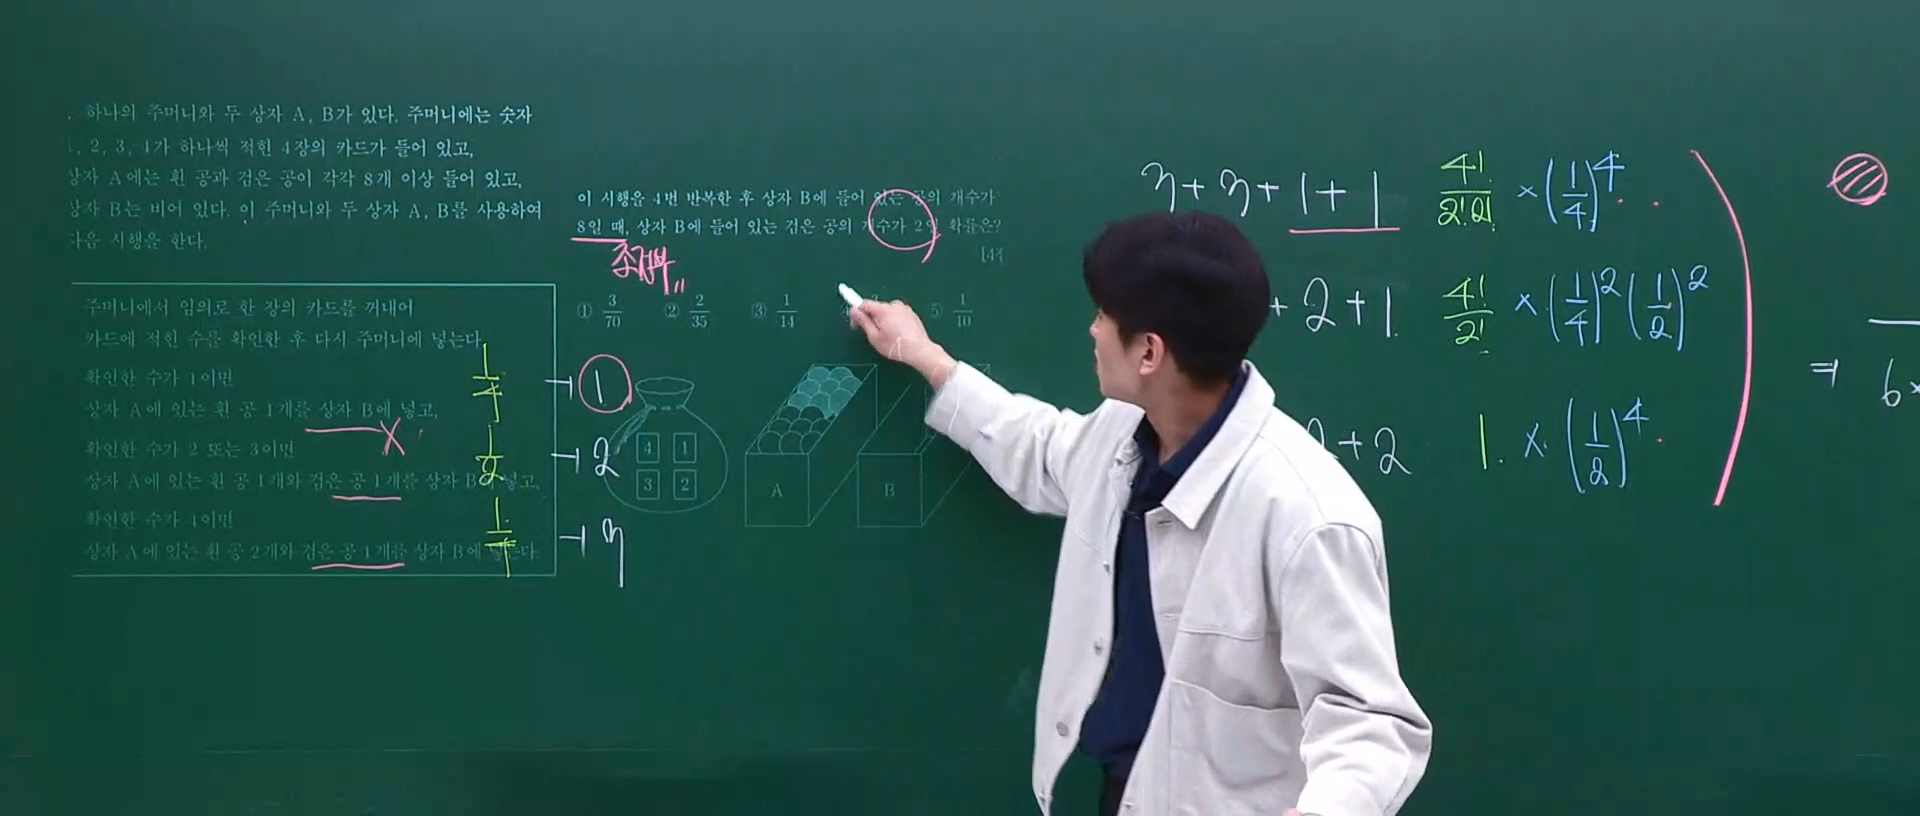 하나의 주머니와 두 상자 A, B가 있다. 주머니에는 숫자
1, 2, 3, 4가 하나씩 적힌 4장의 카드가 들어 있고,
상자 A에는 흰 공과 검은 공이 각각 8개 이상 들어 있고,
상자 B는 비어 있다. 이 주머니와 두 상자 A, B를 사용하여
다음 시행을 한다.
주머니에서 임의로 한 장의 카드를 꺼내어
카드에 적힌 수를 확인한 후 다시 주머니에 넣는다.
확인한 수가 1이면
상자 A에 있는 흰 공 1개를 상자 B에 넣고,
확인한 수가 2 또는 3이면
상자 A에 있는 흰 공 1개와 검은 공 1개를 상자 B에 넣고,
확인한 수가 4이면
상자 A에 있는 흰 공 2개와 검은 공 1개를 상자 B에 넣는다.
X
1/4 → 1
1/2 → 2
1/4 → 3
이 시행을 4번 반복한 후 상자 B에 들어 있는 공의 개수가
8일 때, 상자 B에 들어 있는 검은 공의 개수가 2일 확률은?
[4
조건부
① 3/70 ② 2/35 ③ 1/14 ⑤ 1/10
4 1
3 2
A B
3+3+1+1 4!/2!2! ×(1/4)^4
+2+1 4!/2! ×(1/4)^2(1/2)^2
2+2 1. ×(1/2)^4
⇒
6×